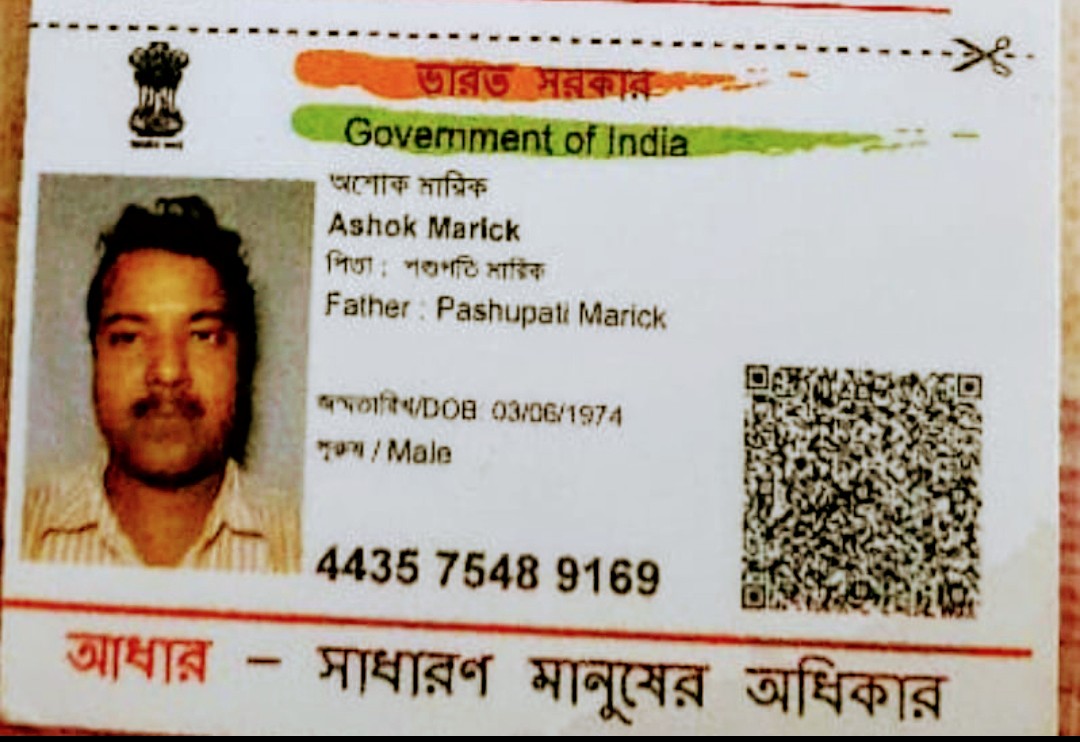 ভারত সরকার
Government of India
অশোক মারিক
Ashok Marick
পিতা : পশুপতি মারিক
Father : Pashupati Marick
জন্মতারিখ/DOB: 03/06/1974
পুরুষ / Male
4435 7548 9169
আধার – সাধারণ মানুষের অধিকার